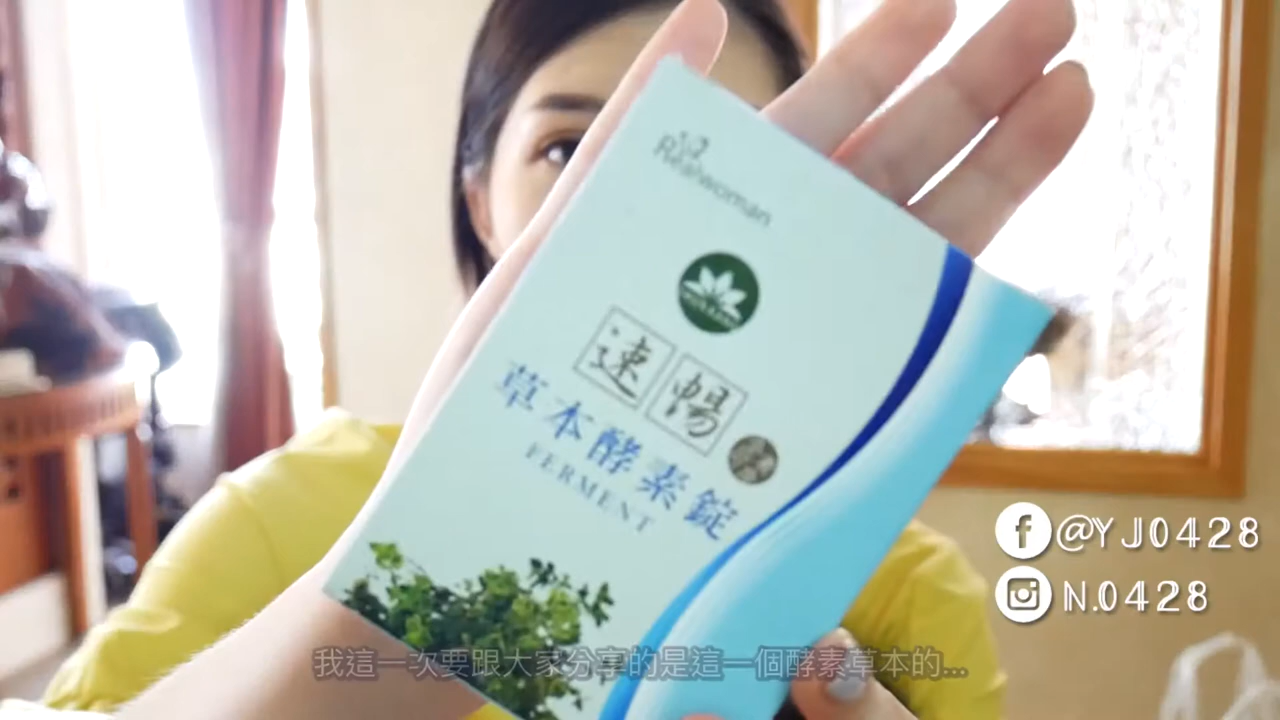 Realwoman
速暢
草本酵素錠
FERMENT
@YJ0428
N.0428
我這一次要跟大家分享的是這一個酵素草本的...